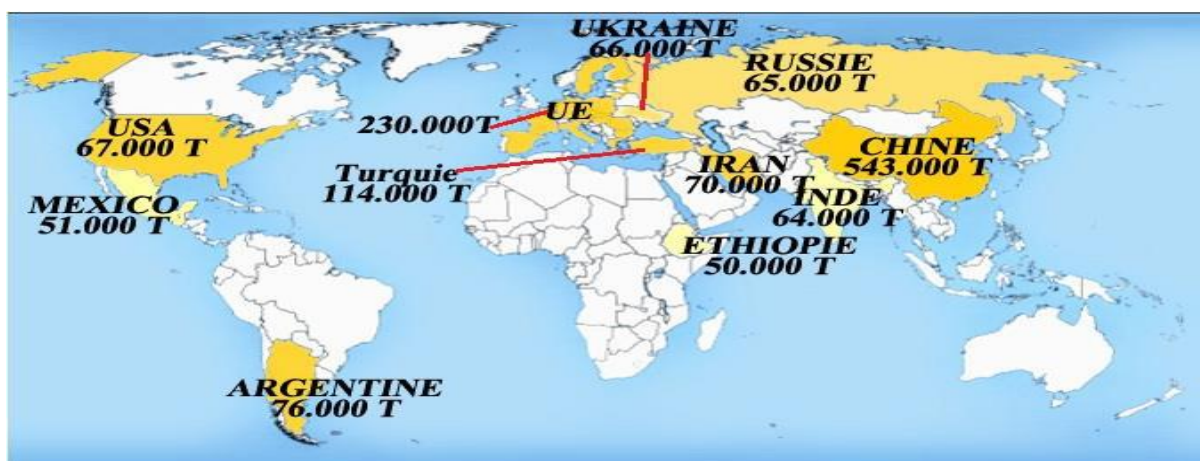 UKRAINE
66.000 T
RUSSIE
65.000 T
UE
230.000T
USA
67.000 T
CHINE
543.000 T
Turquie
114.000 T
IRAN
70.000 T
INDE
64.000 T
MEXICO
51.000 T
ETHIOPIE
50.000 T
ARGENTINE
76.000 T